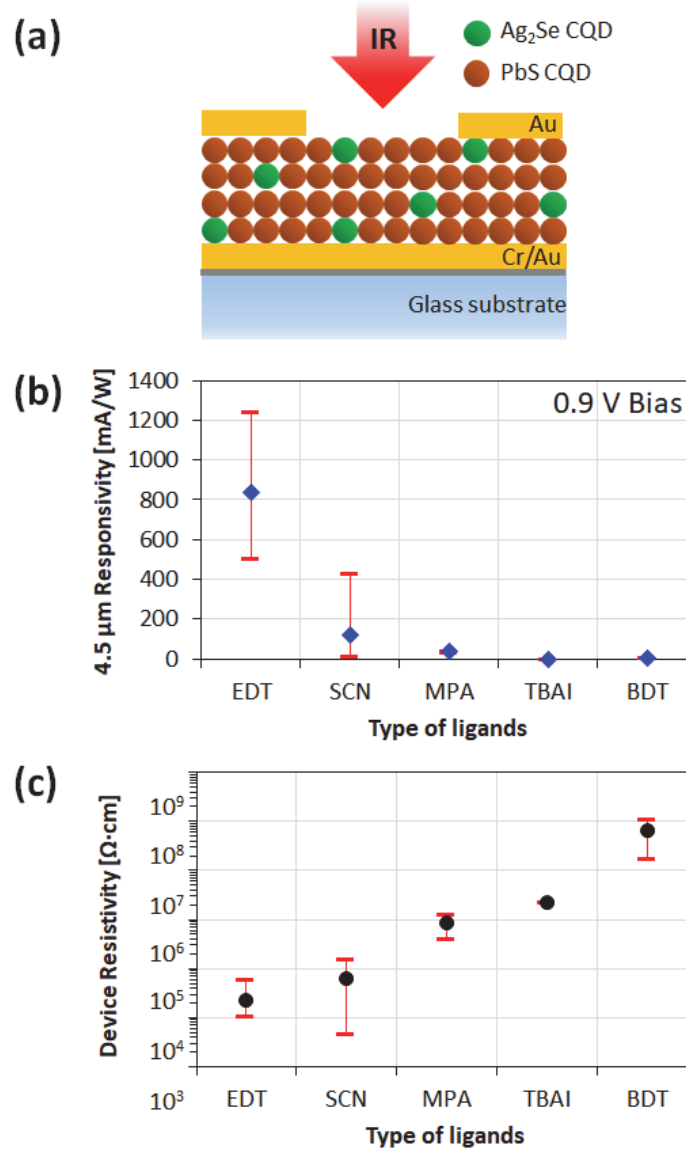 (a)
IR
Ag₂Se CQD
PbS CQD
Au
Cr/Au
Glass substrate
(b)
4.5 µm Responsivity [mA/W]
0.9 V Bias
1400
1200
1000
800
600
400
200
0
EDT SCN MPA TBAI BDT
Type of ligands
(c)
Device Resistivity [Ω·cm]
10⁹
10⁸
10⁷
10⁶
10⁵
10⁴
10³
EDT SCN MPA TBAI BDT
Type of ligands